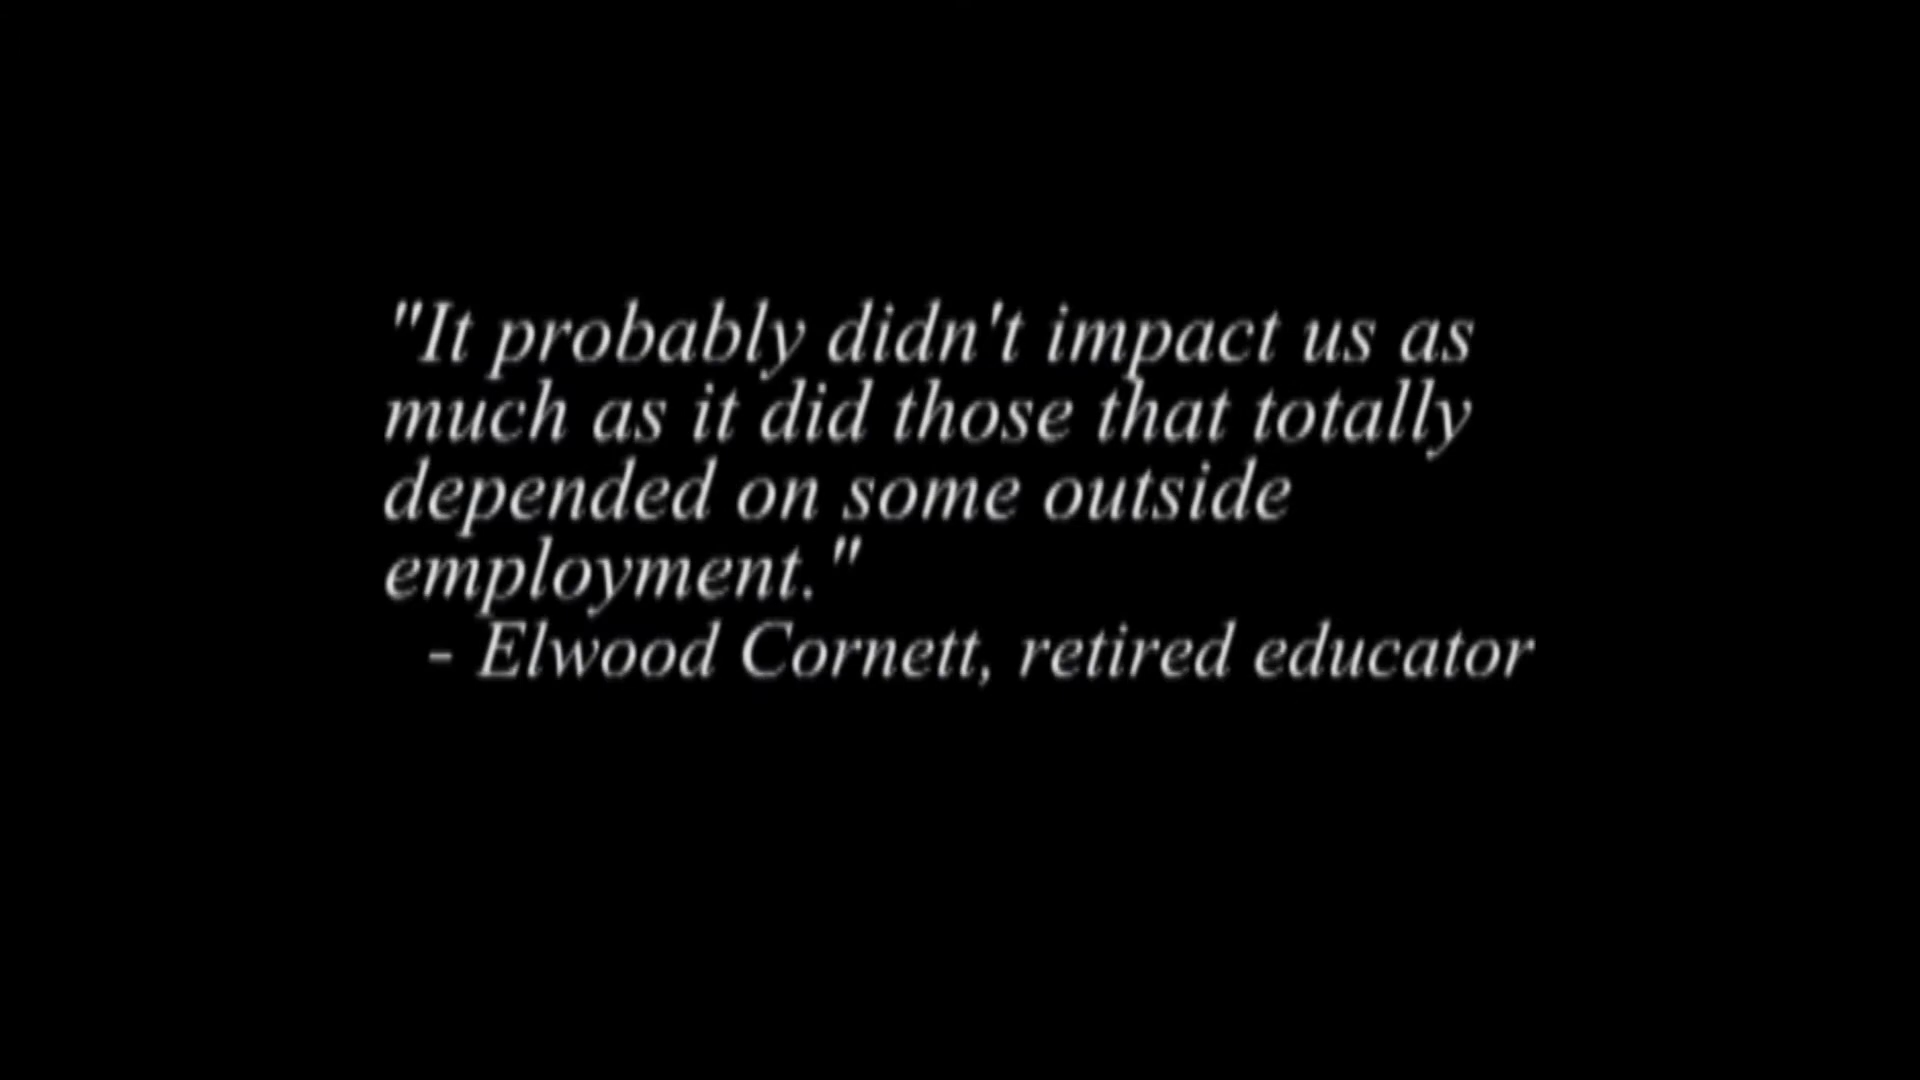 "It probably didn't impact us as
much as it did those that totally
depended on some outside
employment."
- Elwood Cornett, retired educator